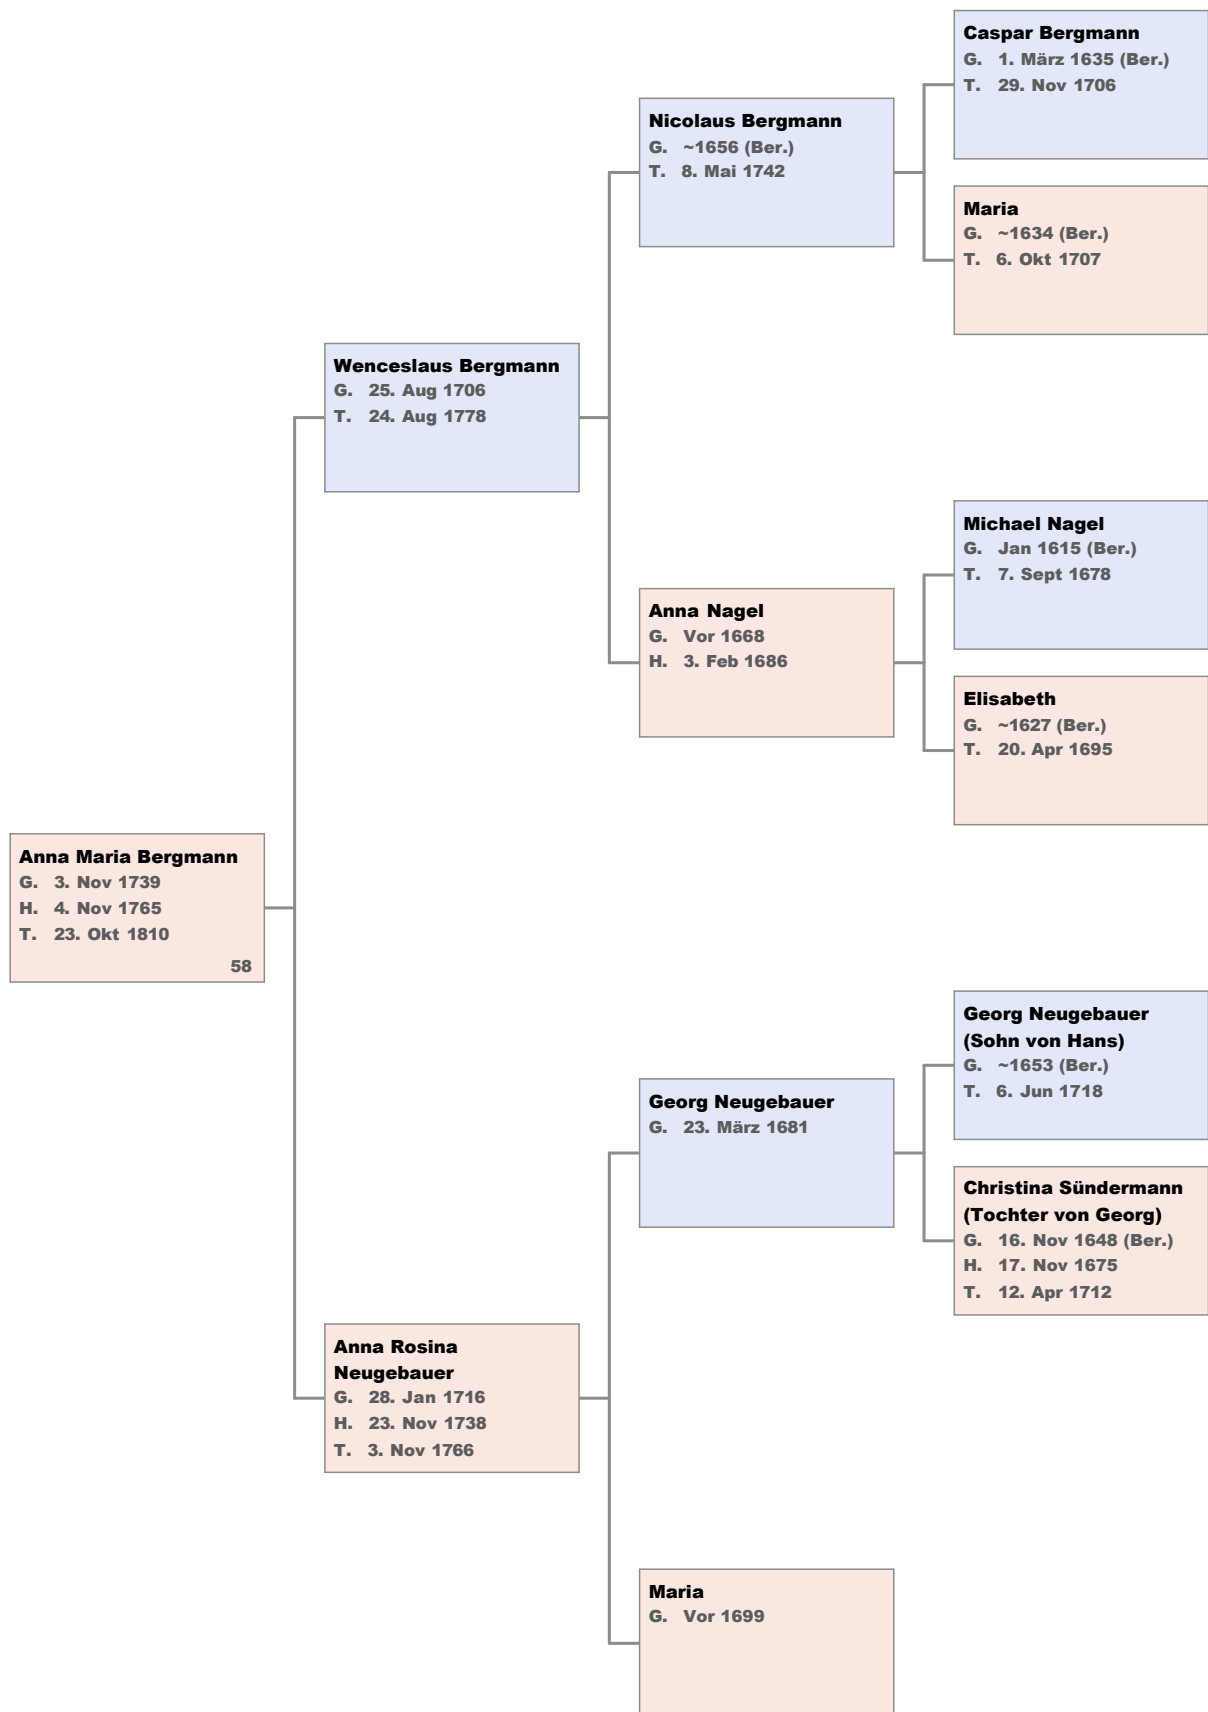 Caspar Bergmann
G. 1. März 1635 (Ber.)
T. 29. Nov 1706
Nicolaus Bergmann
G. ~1656 (Ber.)
T. 8. Mai 1742
Maria
G. ~1634 (Ber.)
T. 6. Okt 1707
Wenceslaus Bergmann
G. 25. Aug 1706
T. 24. Aug 1778
Michael Nagel
G. Jan 1615 (Ber.)
T. 7. Sept 1678
Anna Nagel
G. Vor 1668
H. 3. Feb 1686
Elisabeth
G. ~1627 (Ber.)
T. 20. Apr 1695
Anna Maria Bergmann
G. 3. Nov 1739
H. 4. Nov 1765
T. 23. Okt 1810
58
Georg Neugebauer
(Sohn von Hans)
G. ~1653 (Ber.)
T. 6. Jun 1718
Georg Neugebauer
G. 23. März 1681
Christina Sündermann
(Tochter von Georg)
G. 16. Nov 1648 (Ber.)
H. 17. Nov 1675
T. 12. Apr 1712
Anna Rosina
Neugebauer
G. 28. Jan 1716
H. 23. Nov 1738
T. 3. Nov 1766
Maria
G. Vor 1699